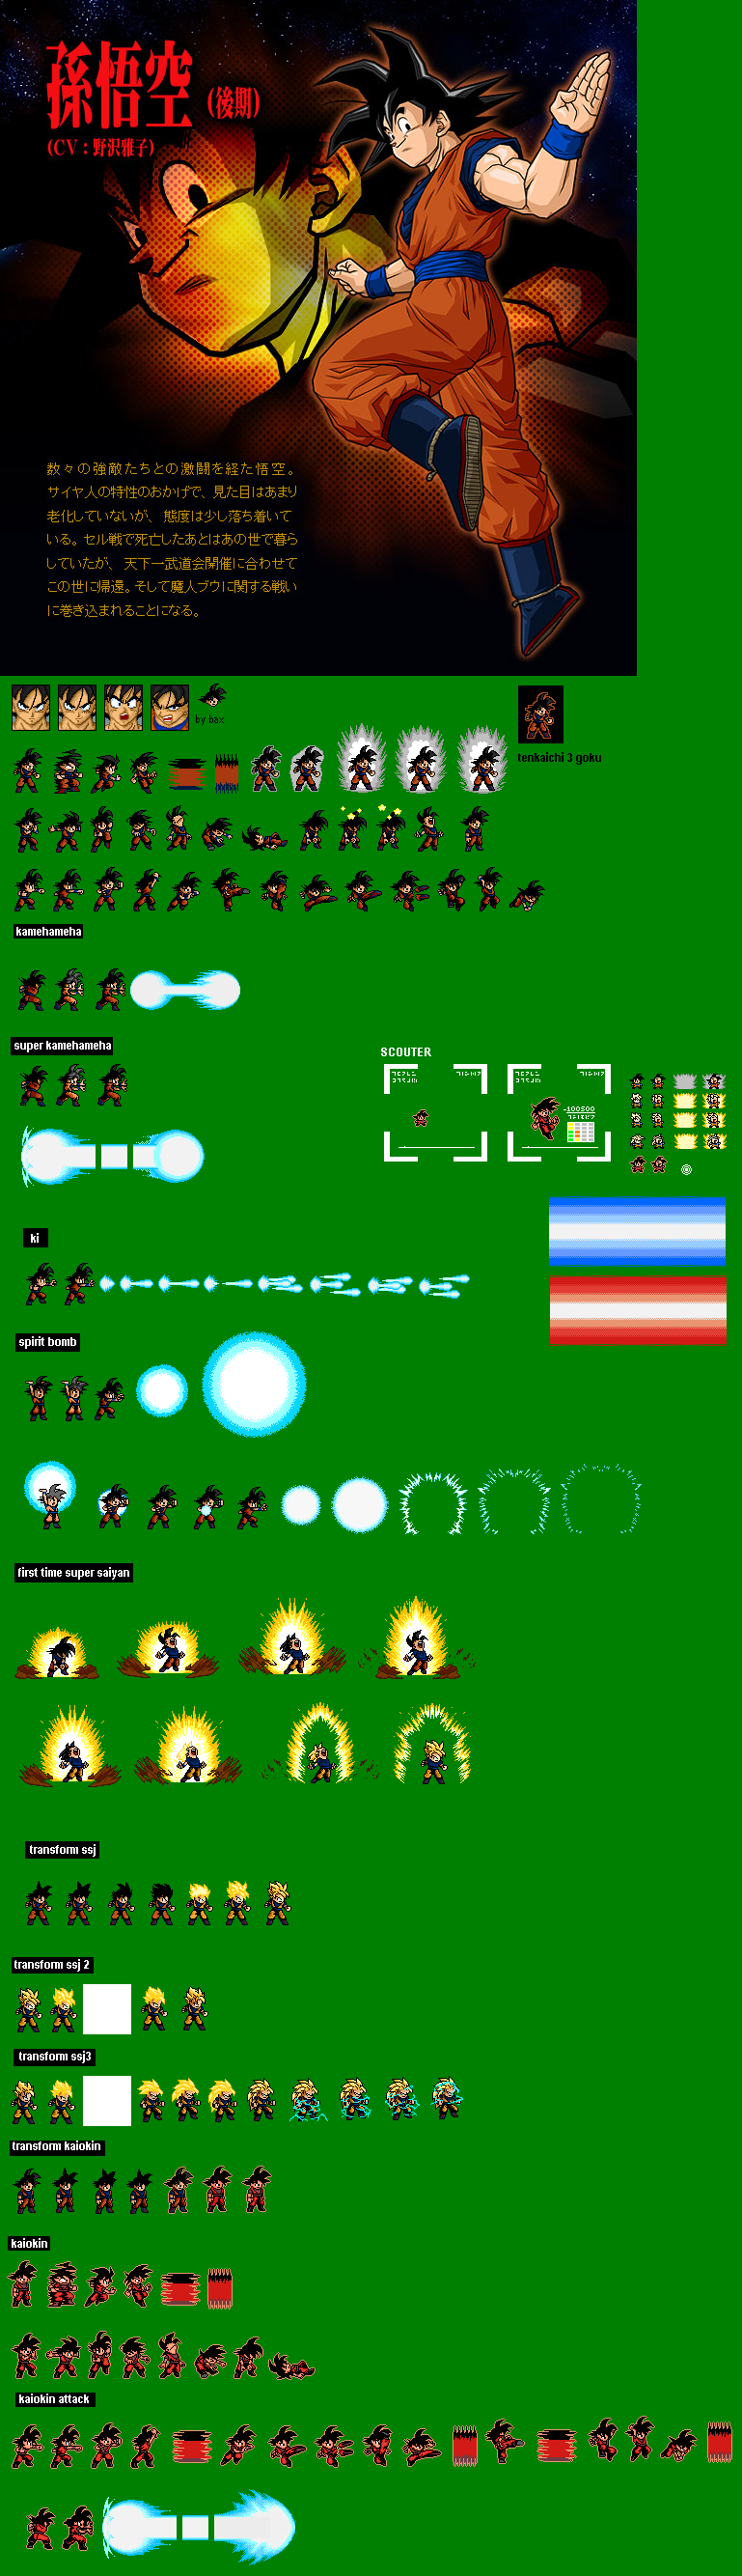 孫悟空 (後期)
(CV：野沢雅子)
数々の強敵たちとの激闘を経た悟空。
サイヤ人の特性のおかげで、見た目はあまり
老化していないが、態度は少し落ち着いて
いる。セル戦で死亡したあとはあの世で暮ら
していたが、天下一武道会開催に合わせて
この世に帰還。そして魔人ブウに関する戦い
に巻き込まれることになる。
by bax
tenkaichi 3 goku
kamehameha
super kamehameha
SCOUTER
ki
spirit bomb
first time super saiyan
transform ssj
transform ssj 2
transform ssj3
transform kaiokin
kaiokin
kaiokin attack